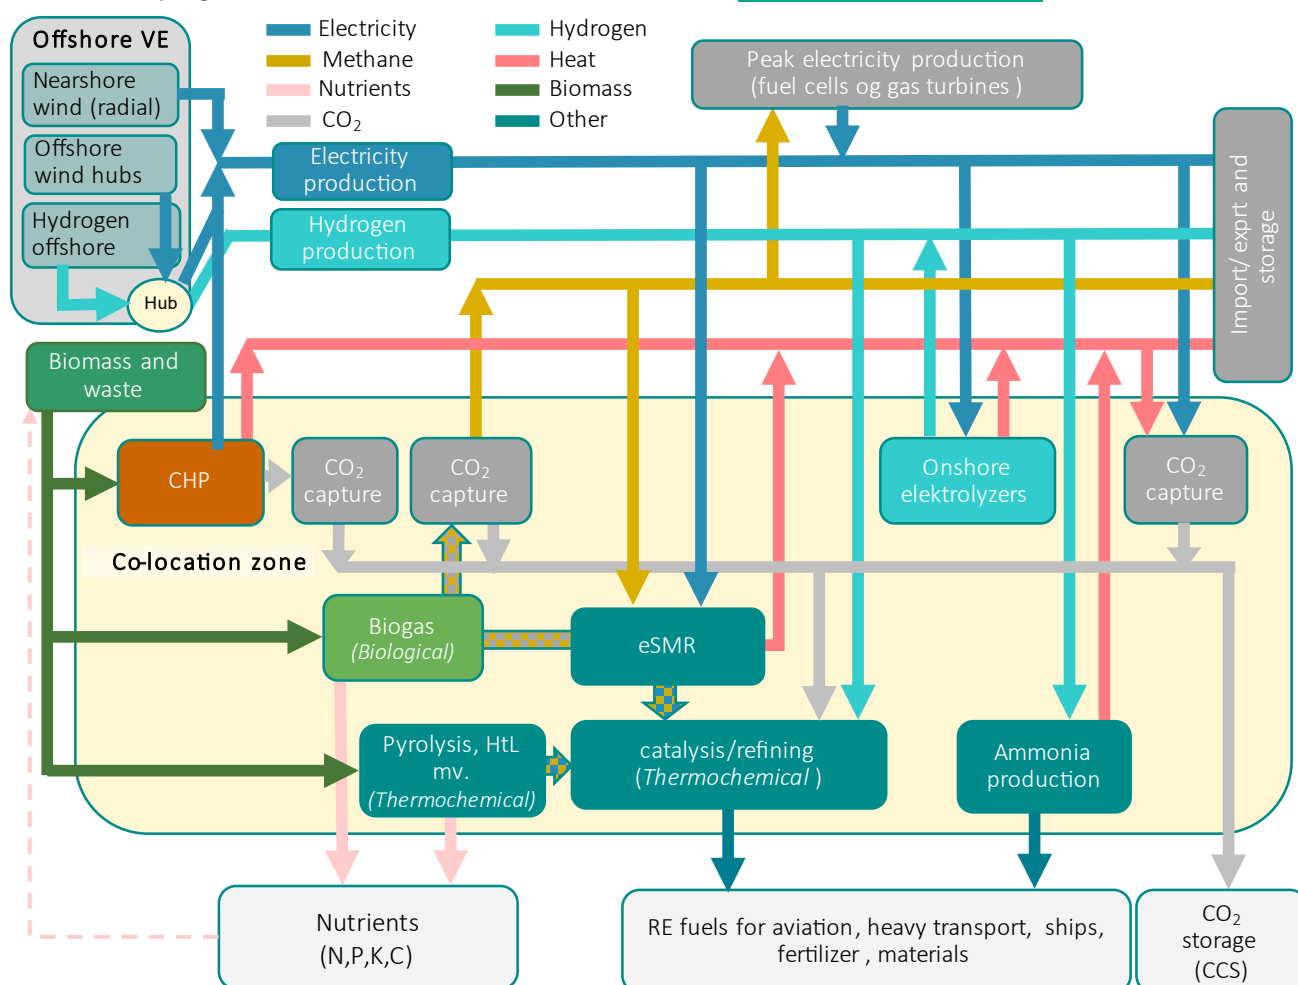 Offshore VE
Nearshore
wind (radial)
Offshore
wind hubs
Hydrogen
offshore
Hub
Electricity
Methane
Nutrients
CO₂
Hydrogen
Heat
Biomass
Other
Peak electricity production
(fuel cells og gas turbines )
Electricity
production
Hydrogen
production
Import/ exprt and
storage
Biomass and
waste
CHP
CO₂
capture
CO₂
capture
Onshore
elektrolyzers
CO₂
capture
Co-location zone
Biogas
(Biological)
eSMR
Pyrolysis, HtL
mv.
(Thermochemical)
catalysis/refining
(Thermochemical )
Ammonia
production
Nutrients
(N,P,K,C)
RE fuels for aviation, heavy transport, ships,
fertilizer , materials
CO₂
storage
(CCS)